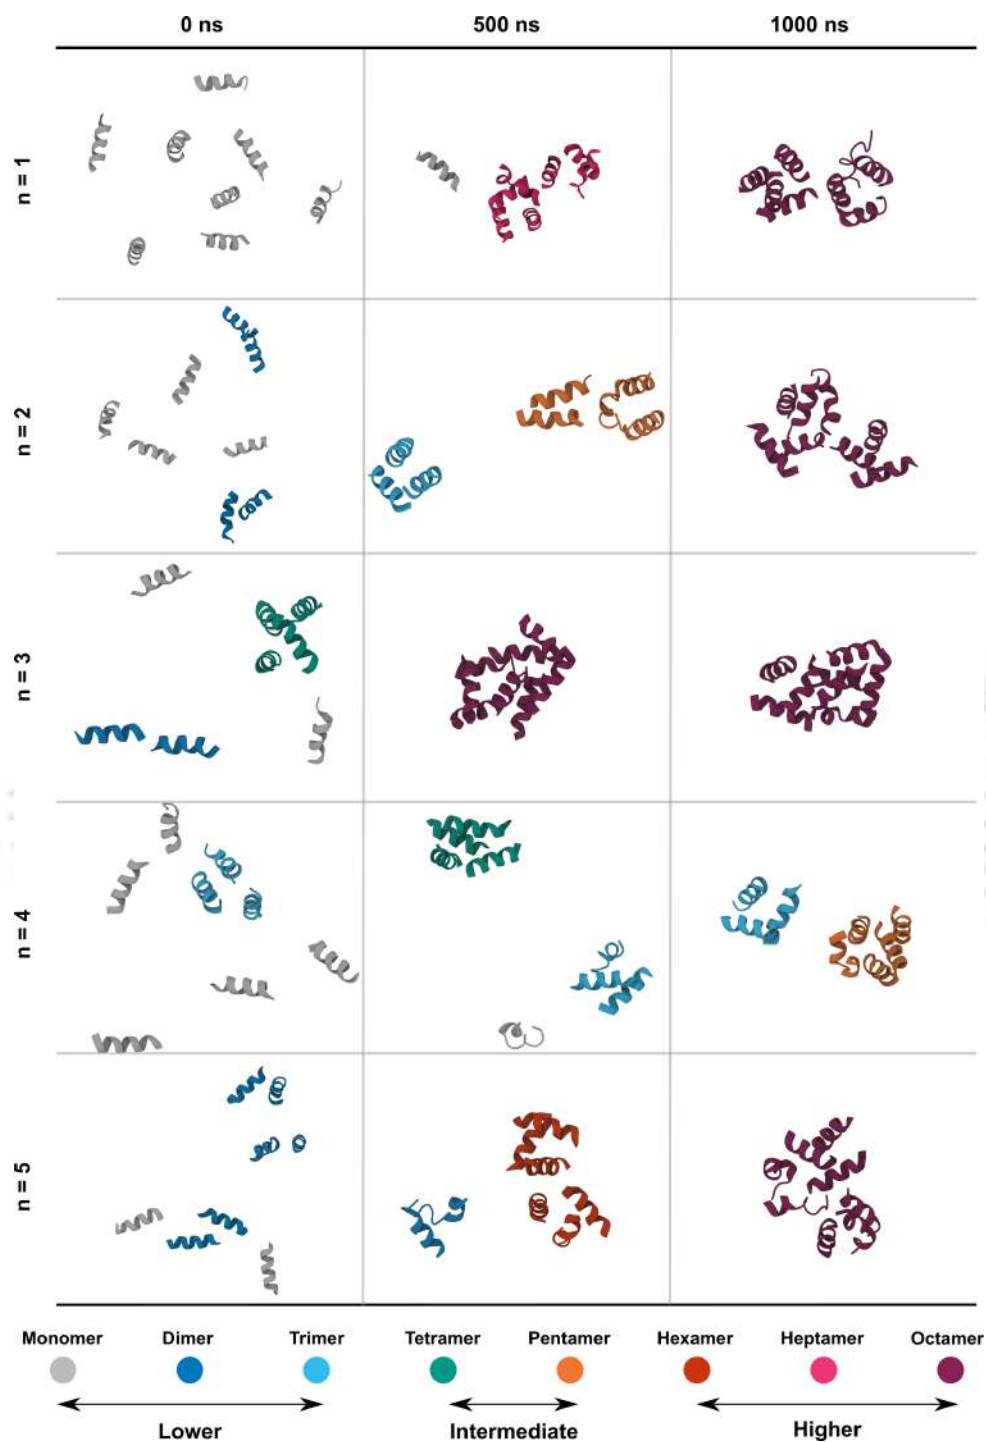 0 ns 500 ns 1000 ns
n = 1
n = 2
n = 3
n = 4
n = 5
Monomer Dimer Trimer Tetramer Pentamer Hexamer Heptamer Octamer
Lower Intermediate Higher